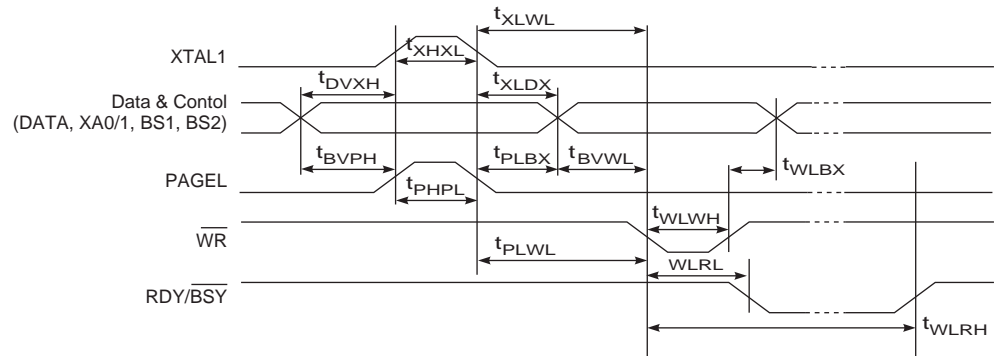 tXLWL
XTAL1
tXHXL
tDVXH
tXLDX
Data & Contol
(DATA, XA0/1, BS1, BS2)
tBVPH
tPLBX
tBVWL
tWLBX
PAGEL
tPHPL
tWLWH
WR
tPLWL
WLRL
RDY/BSY
tWLRH